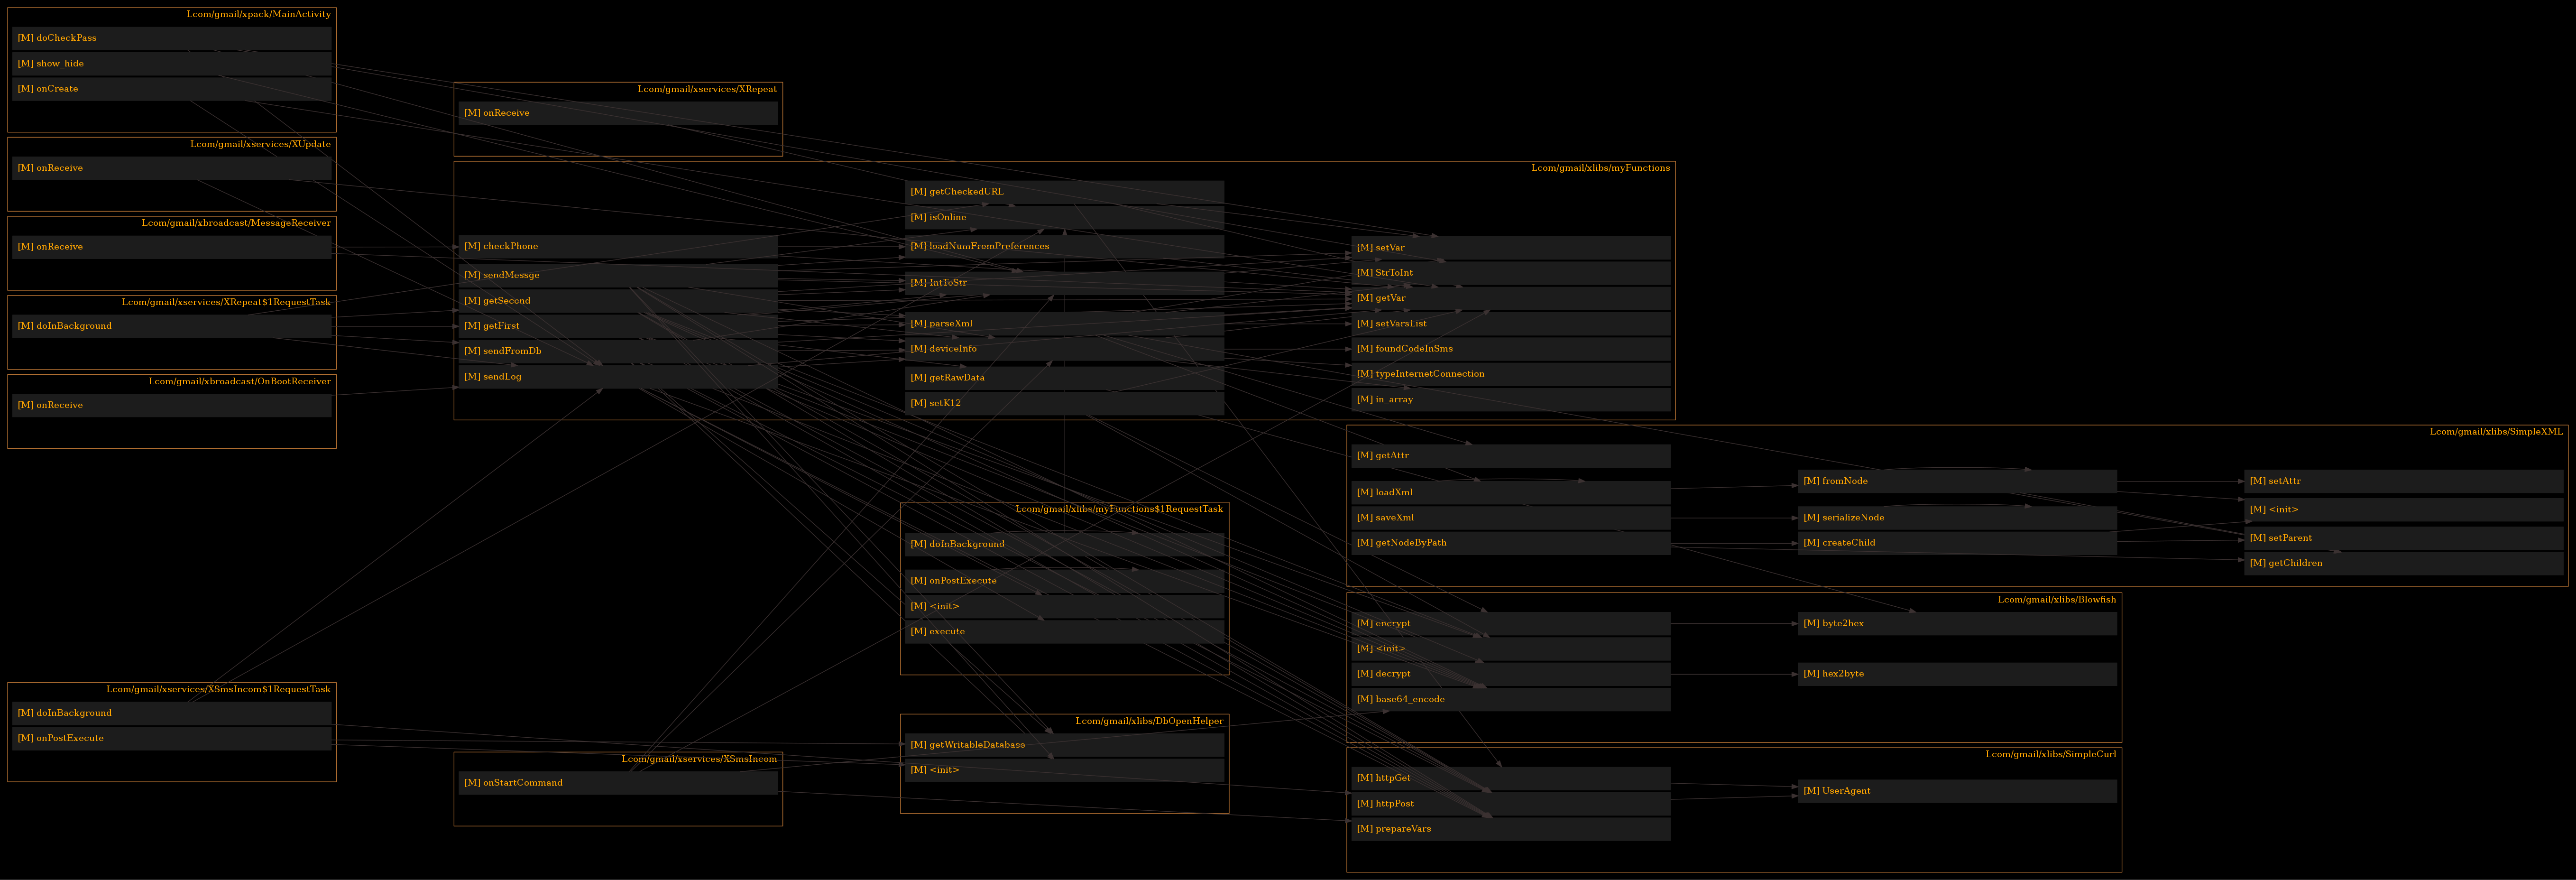 Lcom/gmail/xpack/MainActivity
[M] doCheckPass
[M] show_hide
[M] onCreate
Lcom/gmail/xservices/XUpdate
[M] onReceive
Lcom/gmail/xbroadcast/MessageReceiver
[M] onReceive
Lcom/gmail/xservices/XRepeat$1RequestTask
[M] doInBackground
Lcom/gmail/xbroadcast/OnBootReceiver
[M] onReceive
Lcom/gmail/xservices/XSmsIncom$1RequestTask
[M] doInBackground
[M] onPostExecute
Lcom/gmail/xservices/XRepeat
[M] onReceive
Lcom/gmail/xlibs/myFunctions
[M] checkPhone
[M] sendMessge
[M] getSecond
[M] getFirst
[M] sendFromDb
[M] sendLog
[M] getCheckedURL
[M] isOnline
[M] loadNumFromPreferences
[M] IntToStr
[M] parseXml
[M] deviceInfo
[M] getRawData
[M] setK12
[M] setVar
[M] StrToInt
[M] getVar
[M] setVarsList
[M] foundCodeInSms
[M] typeInternetConnection
[M] in_array
Lcom/gmail/xservices/XSmsIncom
[M] onStartCommand
Lcom/gmail/xlibs/myFunctions$1RequestTask
[M] doInBackground
[M] onPostExecute
[M] <init>
[M] execute
Lcom/gmail/xlibs/DbOpenHelper
[M] getWritableDatabase
[M] <init>
Lcom/gmail/xlibs/SimpleXML
[M] getAttr
[M] loadXml
[M] saveXml
[M] getNodeByPath
[M] fromNode
[M] serializeNode
[M] createChild
[M] setAttr
[M] <init>
[M] setParent
[M] getChildren
Lcom/gmail/xlibs/Blowfish
[M] encrypt
[M] <init>
[M] decrypt
[M] base64_encode
[M] byte2hex
[M] hex2byte
Lcom/gmail/xlibs/SimpleCurl
[M] httpGet
[M] httpPost
[M] prepareVars
[M] UserAgent